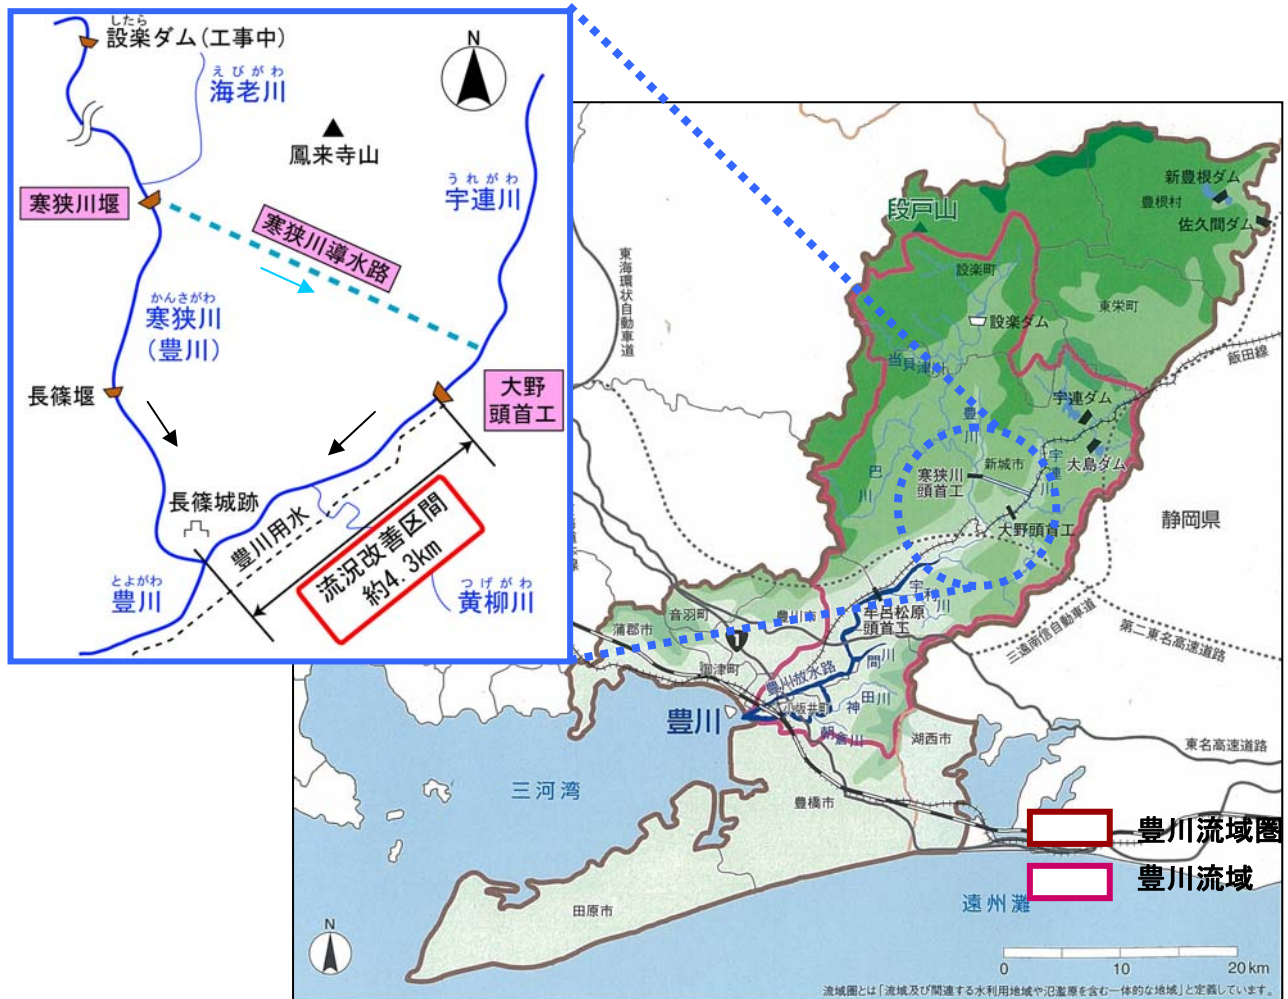 したら
設楽ダム(工事中)
えびがわ
海老川
N
鳳来寺山
うれがわ
宇連川
寒狭川堰
寒狭川導水路
かんさがわ
寒狭川
(豊川)
長篠堰
大野
頭首工
長篠城跡
豊川用水
流況改善区間
約4.3km
とよがわ
豊川
つげがわ
黄柳川
東海環状自動車道
段戸山
新豊根ダム
豊根村
佐久間ダム
設楽町
東栄町
設楽ダム
飯田線
当貝津川
宇連ダム
豊川
大島ダム
巴川
寒狭川
頭首工
新城市
宇連川
大野頭首工
静岡県
宇利川
牟呂松原
頭首工
音羽町
豊川市
蒲郡市
1
御津町
三遠南信自動車道
第二東名高速道路
間川
豊川放水路
神田川
小坂井町
豊川
朝倉川
湖西市
東名高速道路
三河湾
豊橋市
豊川流域圏
豊川流域
遠州灘
田原市
N
0
10
20km
流域圏とは「流域及び関連する水利用地域や氾濫原を含む一体的な地域」と定義しています。